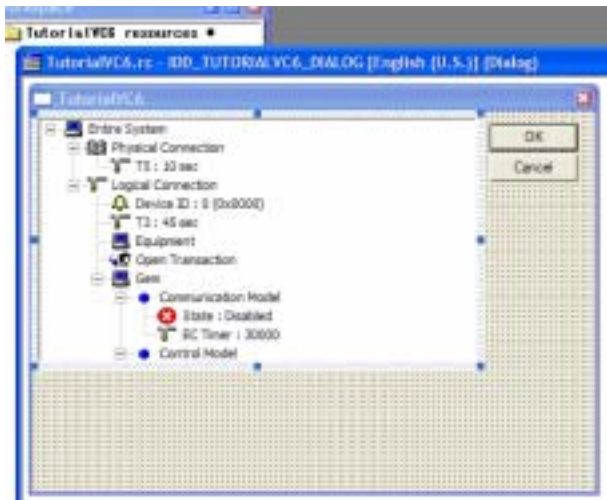 TutorialVC6 resources
TutorialVC6.rc - IDD_TUTORIALVC6_DIALOG [English (U.S.)] (Dialog)
TutorialVC6
Entire System
Physical Connection
T5 : 10 sec
Logical Connection
Device ID : 0 (0x0000)
T3 : 45 sec
Equipment
Open Transaction
Gem
Communication Model
State : Disabled
EC Timer : 30000
Control Model
OK
Cancel